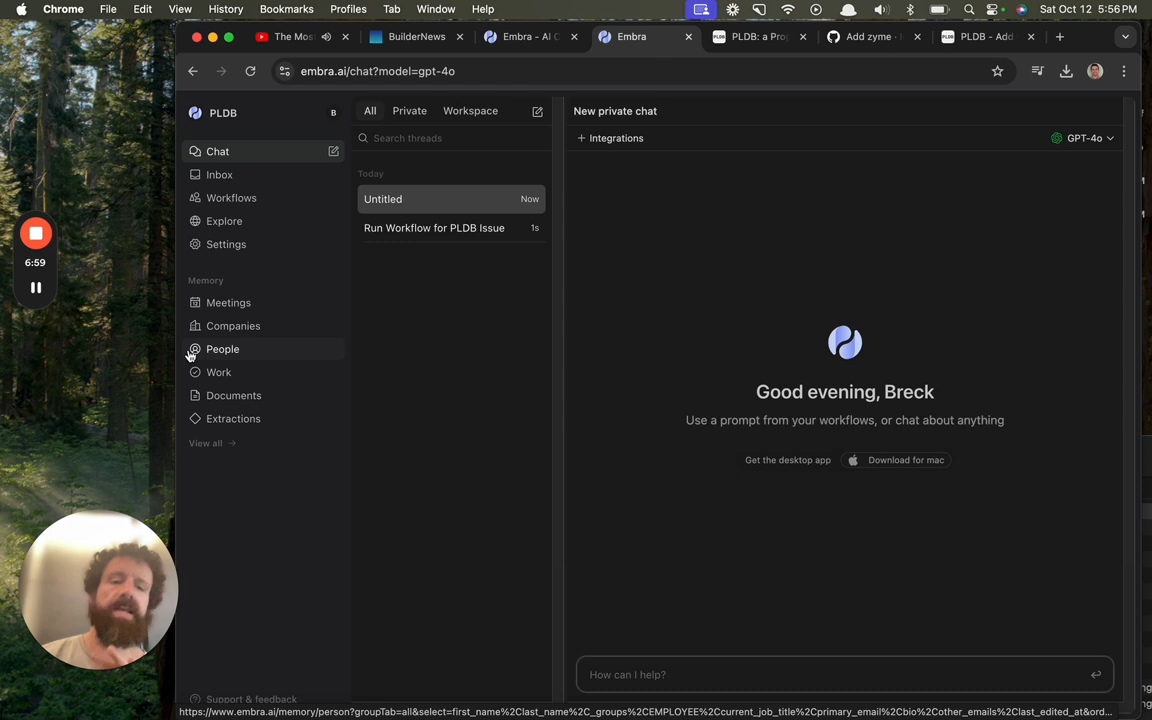 Chrome File Edit View History Bookmarks Profiles Tab Window Help Sat Oct 12 5:56 PM
The Mos BuilderNews Embra - AI C Embra PLDB: a Pro Add zyme · PLDB - Add
embra.ai/chat?model=gpt-4o
PLDB B
Chat
Inbox
Workflows
Explore
Settings
Memory
Meetings
Companies
People
Work
Documents
Extractions
View all →
Support & feedback
All Private Workspace
Search threads
Today
Untitled Now
Run Workflow for PLDB Issue 1s
New private chat
+ Integrations GPT-4o
Good evening, Breck
Use a prompt from your workflows, or chat about anything
Get the desktop app Download for mac
How can I help?
6:59
https://www.embra.ai/memory/person?groupTab=all&select=first_name%2Clast_name%2C_groups%2CEMPLOYEE%2Ccurrent_job_title%2Cprimary_email%2Cbio%2Cother_emails%2Clast_edited_at&ord...